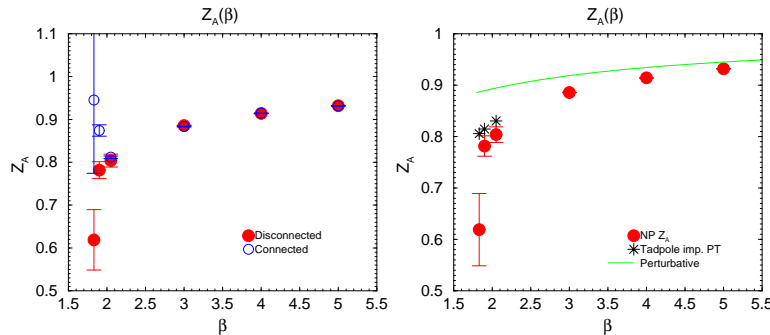 Z_A(β)
1.1
1
0.9
0.8
0.7
0.6
0.5
Z_A
Disconnected
Connected
1.5 2 2.5 3 3.5 4 4.5 5 5.5
β
Z_A(β)
1
0.9
0.8
0.7
0.6
0.5
Z_A
NP Z_A
Tadpole imp. PT
Perturbative
1.5 2 2.5 3 3.5 4 4.5 5 5.5
β